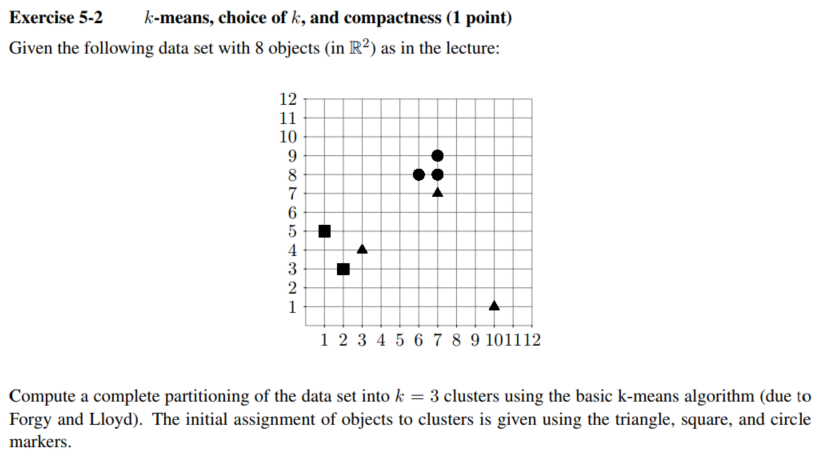 Exercise 5-2 k-means, choice of k, and compactness (1 point)
Given the following data set with 8 objects (in ℝ²) as in the lecture:
12
11
10
9
8
7
6
5
4
3
2
1
1 2 3 4 5 6 7 8 9 10 11 12
Compute a complete partitioning of the data set into k = 3 clusters using the basic k-means algorithm (due to
Forgy and Lloyd). The initial assignment of objects to clusters is given using the triangle, square, and circle
markers.